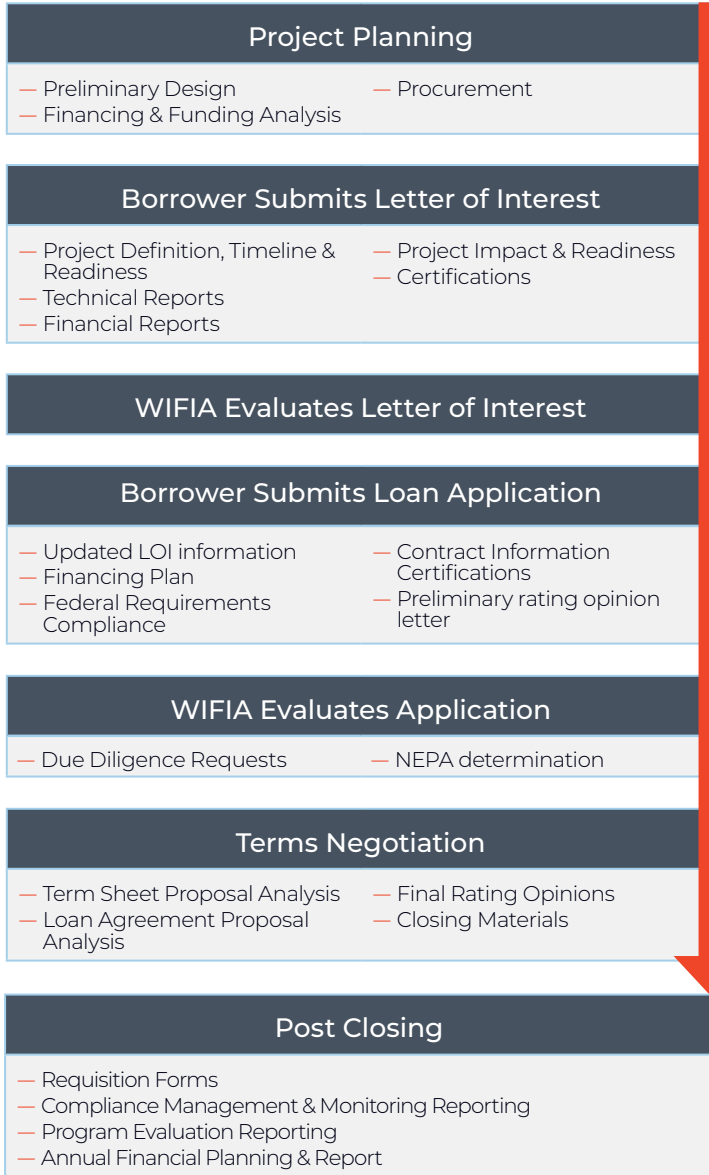 Project Planning
— Preliminary Design
— Financing & Funding Analysis
— Procurement
Borrower Submits Letter of Interest
— Project Definition, Timeline &
Readiness
— Technical Reports
— Financial Reports
— Project Impact & Readiness
— Certifications
WIFIA Evaluates Letter of Interest
Borrower Submits Loan Application
— Updated LOI information
— Financing Plan
— Federal Requirements
Compliance
— Contract Information
Certifications
— Preliminary rating opinion
letter
WIFIA Evaluates Application
— Due Diligence Requests
— NEPA determination
Terms Negotiation
— Term Sheet Proposal Analysis
— Loan Agreement Proposal
Analysis
— Final Rating Opinions
— Closing Materials
Post Closing
— Requisition Forms
— Compliance Management & Monitoring Reporting
— Program Evaluation Reporting
— Annual Financial Planning & Report